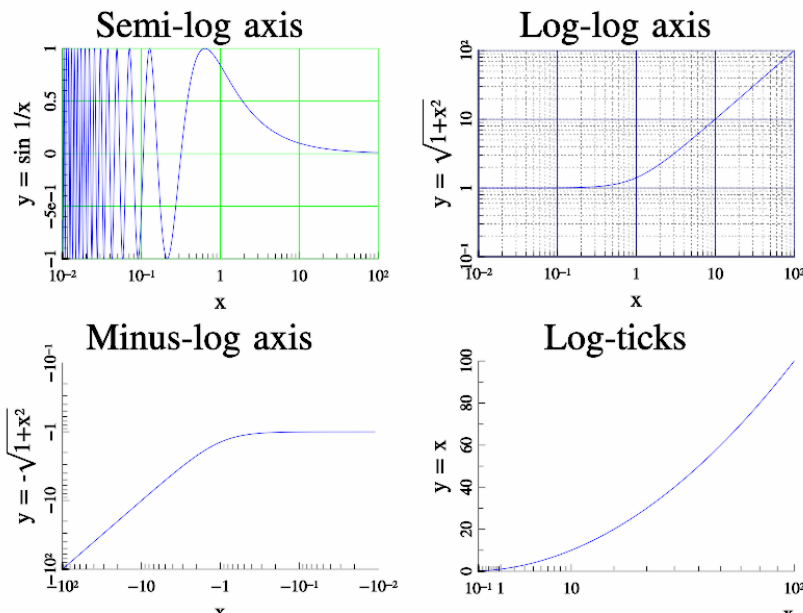 Semi-log axis
1
0.5
0
−5e−1
−1
y = sin 1/x
10⁻² 10⁻¹ 1 10 10²
x
Log-log axis
10²
10
1
10⁻¹
y = √1+x²
10⁻² 10⁻¹ 1 10 10²
x
Minus-log axis
−10⁻¹
−1
−10
−10²
y = -√1+x²
−10² −10 −1 −10⁻¹ −10⁻²
x
Log-ticks
100
80
60
40
20
0
y = x
10⁻¹ 1 10 10²
x